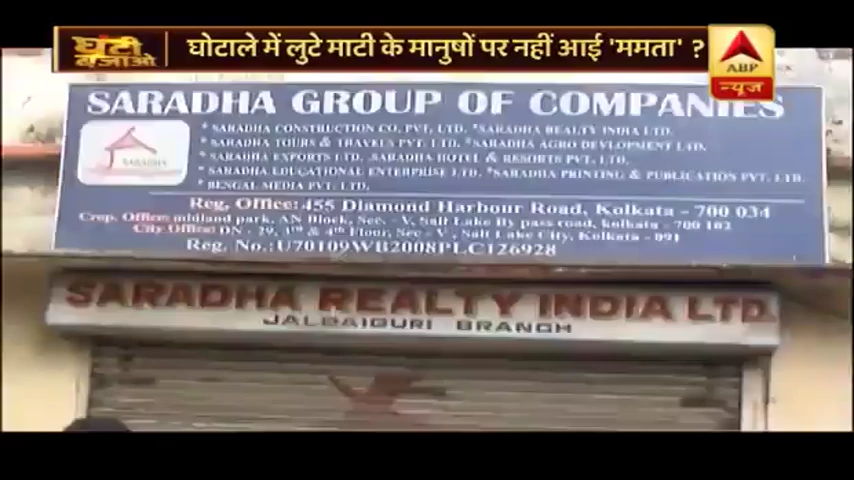 घंटी बजाओ
घोटाले में लुटे माटी के मानुषों पर नहीं आई 'ममता' ?
ABP
न्यूज़
SARADHA GROUP OF COMPANIES
SARADHA
* SARADHA CONSTRUCTION CO. PVT. LTD. *SARADHA REALTY INDIA LTD.
* SARADHA TOURS & TRAVELS PVT. LTD. *SARADHA AGRO DEVLOPMENT LTD.
* SARADHA EXPORTS LTD. .SARADHA HOTEL & RESORTS PVT. LTD.
* SARADHA EDUCATIONAL ENTERPRISE LTD. *SARADHA PRINTING & PUBLICATION PVT. LTD.
* BENGAL MEDIA PVT. LTD.
Reg, Office: 455 Diamond Harbour Road, Kolkata - 700 034
Crop. Office: midland park, AN Block, Sec. - V, Salt Lake By pass road, kolkata - 700 102
City Office: DN - 29, 4th Floor, Sec - V, Salt Lake City, Kolkata - 091
Reg. No.: U70109WB2008PLC126928
SARADHA REALTY INDIA LTD.
JALPAIGURI BRANGH